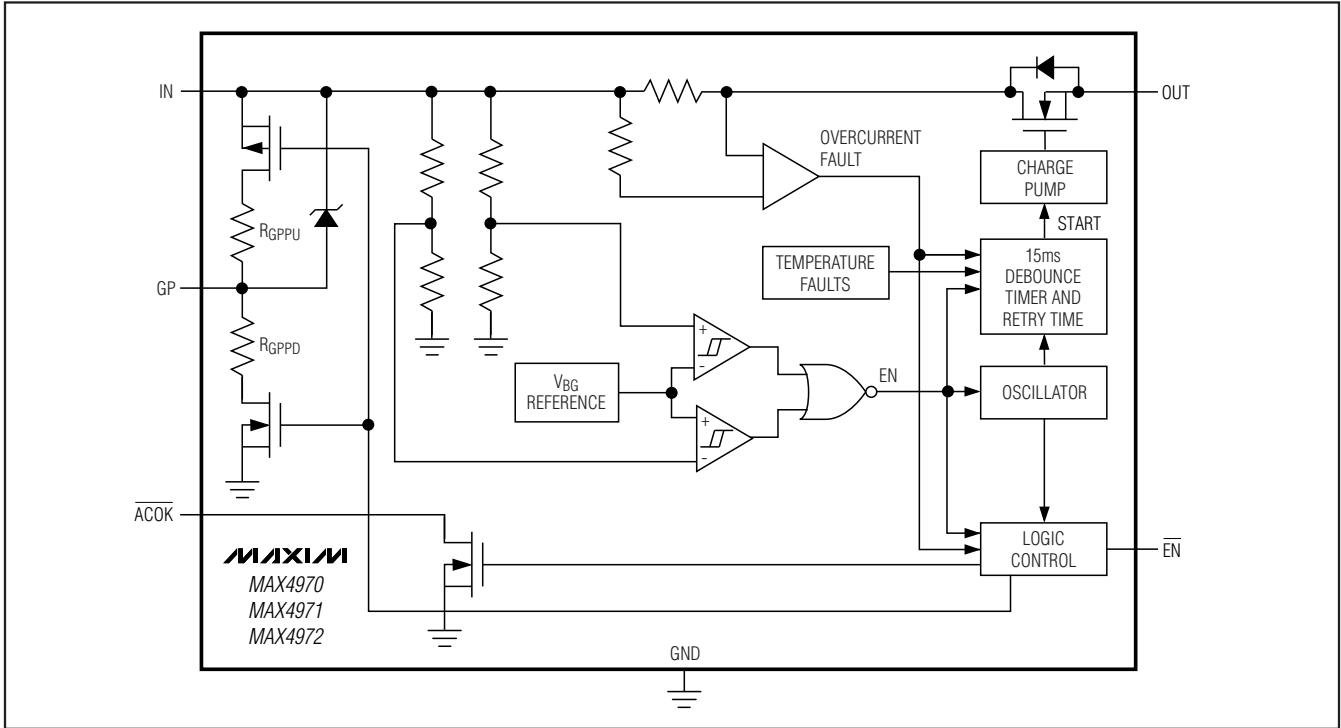 IN
OUT
OVERCURRENT
FAULT
CHARGE
PUMP
START
RGPPU
TEMPERATURE
FAULTS
15ms
DEBOUNCE
TIMER AND
RETRY TIME
GP
RGPPD
+
-
VBG
REFERENCE
EN
OSCILLATOR
+
-
ACOK
MAXIM
MAX4970
MAX4971
MAX4972
LOGIC
CONTROL
EN
GND